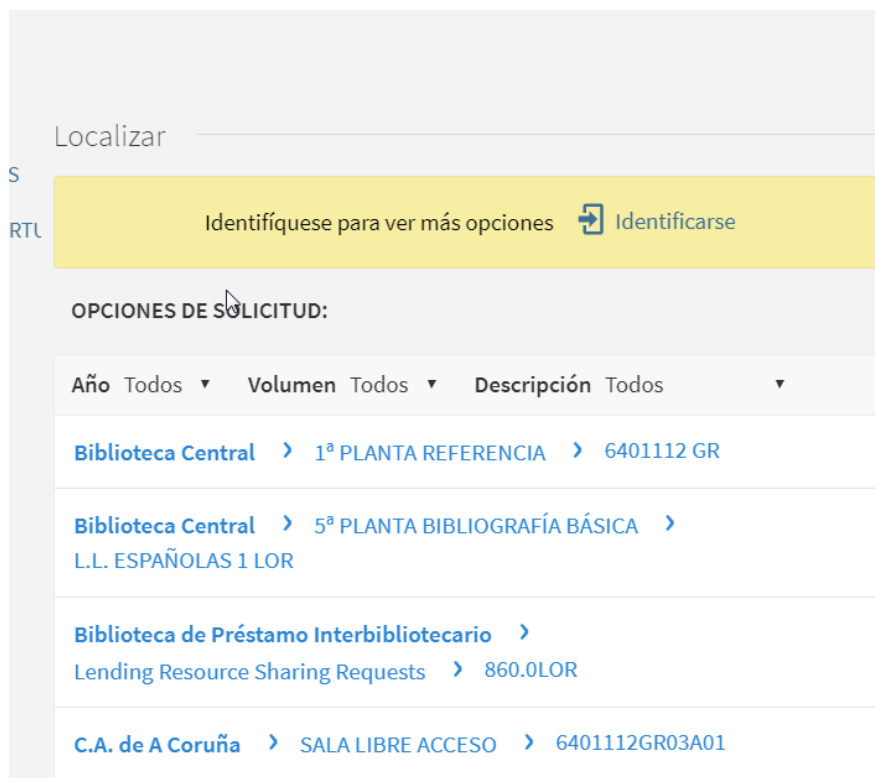 Localizar
S
Identifíquese para ver más opciones Identificarse
RTU
OPCIONES DE SOLICITUD:
Año Todos Volumen Todos Descripción Todos
Biblioteca Central > 1ª PLANTA REFERENCIA > 6401112 GR
Biblioteca Central > 5ª PLANTA BIBLIOGRAFÍA BÁSICA >
L.L. ESPAÑOLAS 1 LOR
Biblioteca de Préstamo Interbibliotecario >
Lending Resource Sharing Requests > 860.0LOR
C.A. de A Coruña > SALA LIBRE ACCESO > 6401112GR03A01